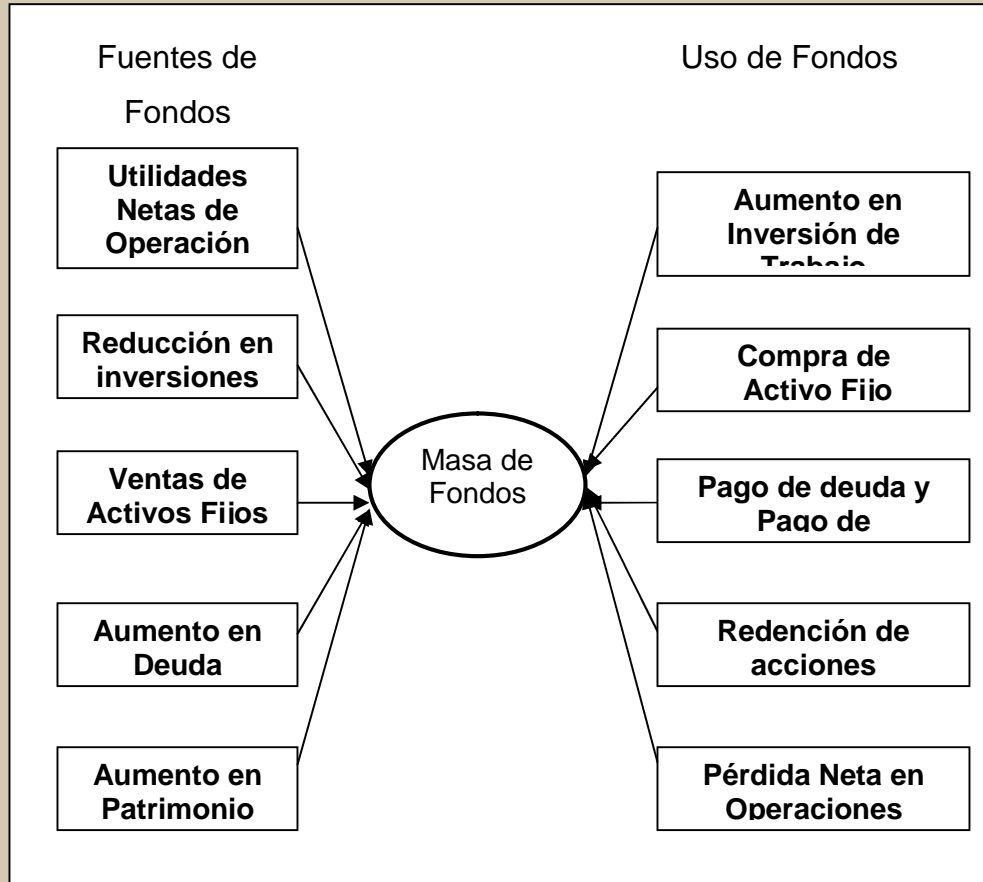 Fuentes de
Fondos
Utilidades
Netas de
Operación
Reducción en
inversiones
Ventas de
Activos Fijos
Aumento en
Deuda
Aumento en
Patrimonio
Masa de
Fondos
Uso de Fondos
Aumento en
Inversión de
Trabajo
Compra de
Activo Fijo
Pago de deuda y
Pago de
Redención de
acciones
Pérdida Neta en
Operaciones